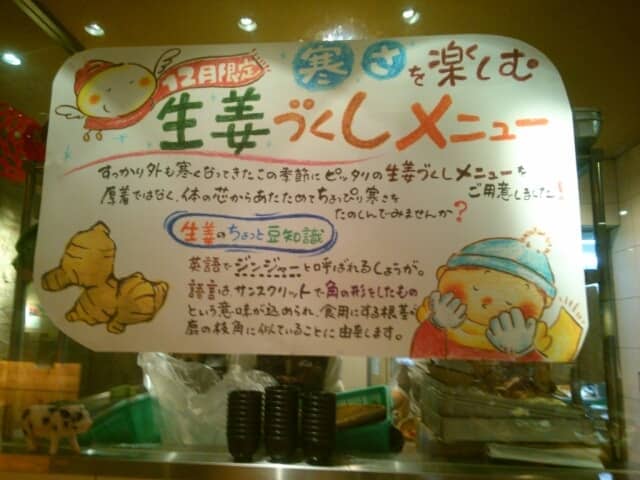 12月限定
寒さを楽しむ
生姜づくしメニュー
すっかり外も寒くなってきたこの季節にピッタリの生姜づくしメニューを
ご用意しました!
厚着ではなく、体の芯からあたためてちょっぴり寒さを
たのしんでみませんか?
生姜のちょっと豆知識
英語でジンジャーと呼ばれるしょうが。
語言はサンスクリットで角の形をしたもの
という意味が込められ、食用にする根茎が
鹿の枝角に似ていることに由来します。